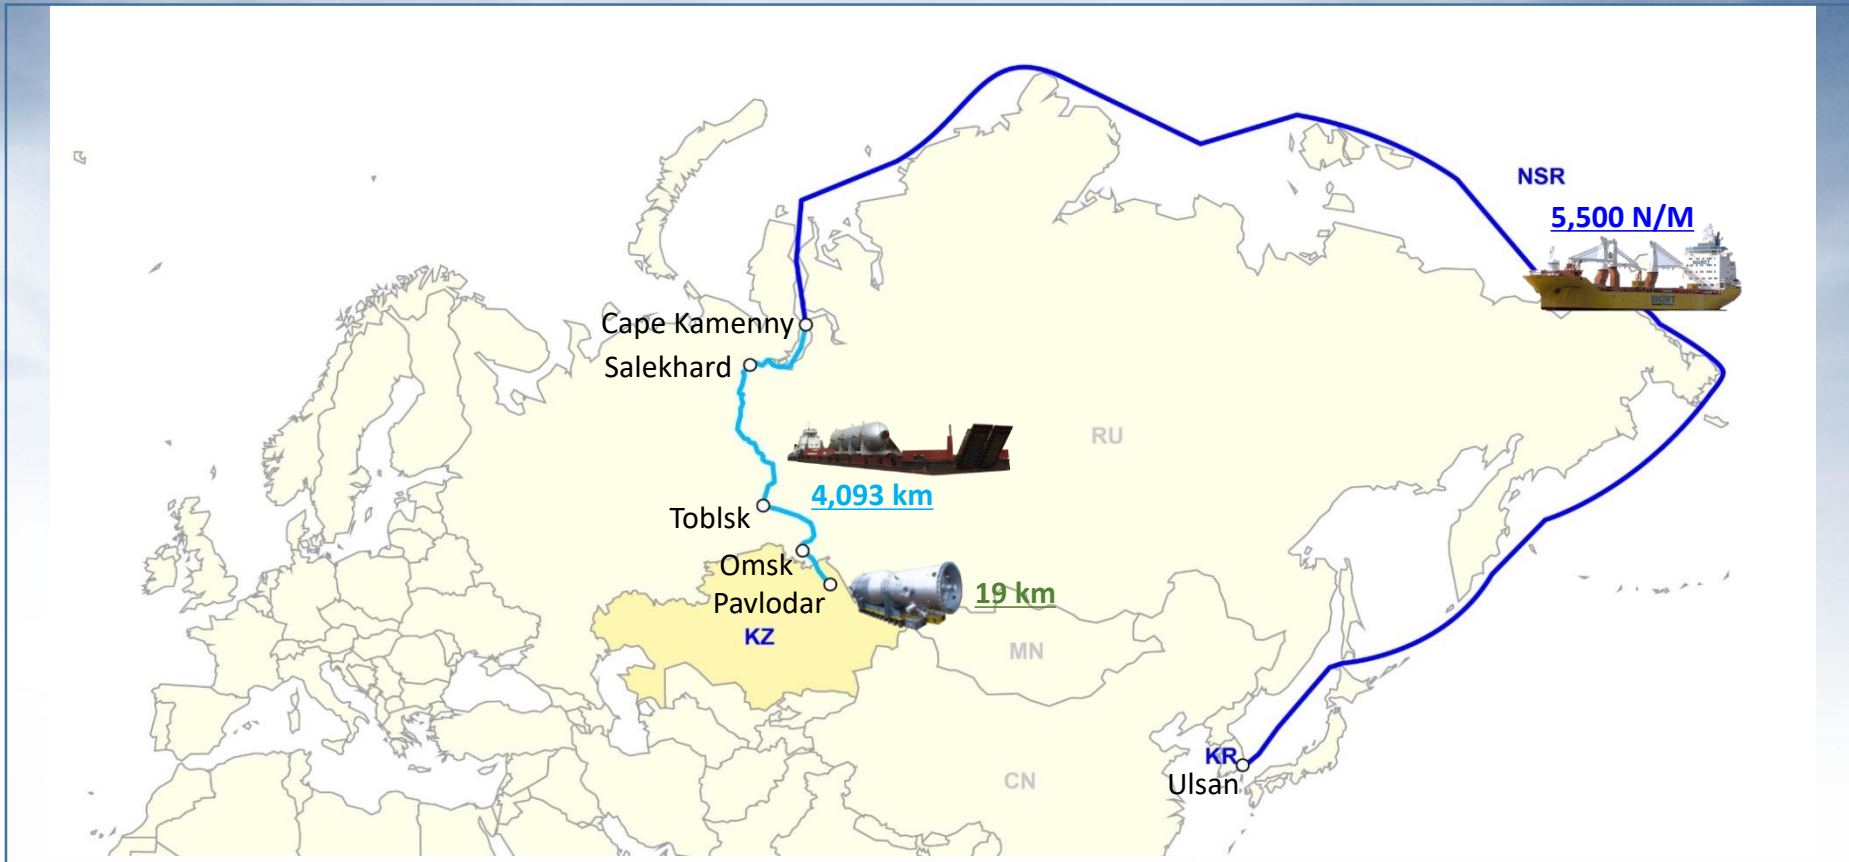 NSR
5,500 N/M
BIGLIFT
Cape Kamenny
Salekhard
RU
4,093 km
Toblsk
Omsk
Pavlodar
19 km
KZ
MN
KR
Ulsan
CN